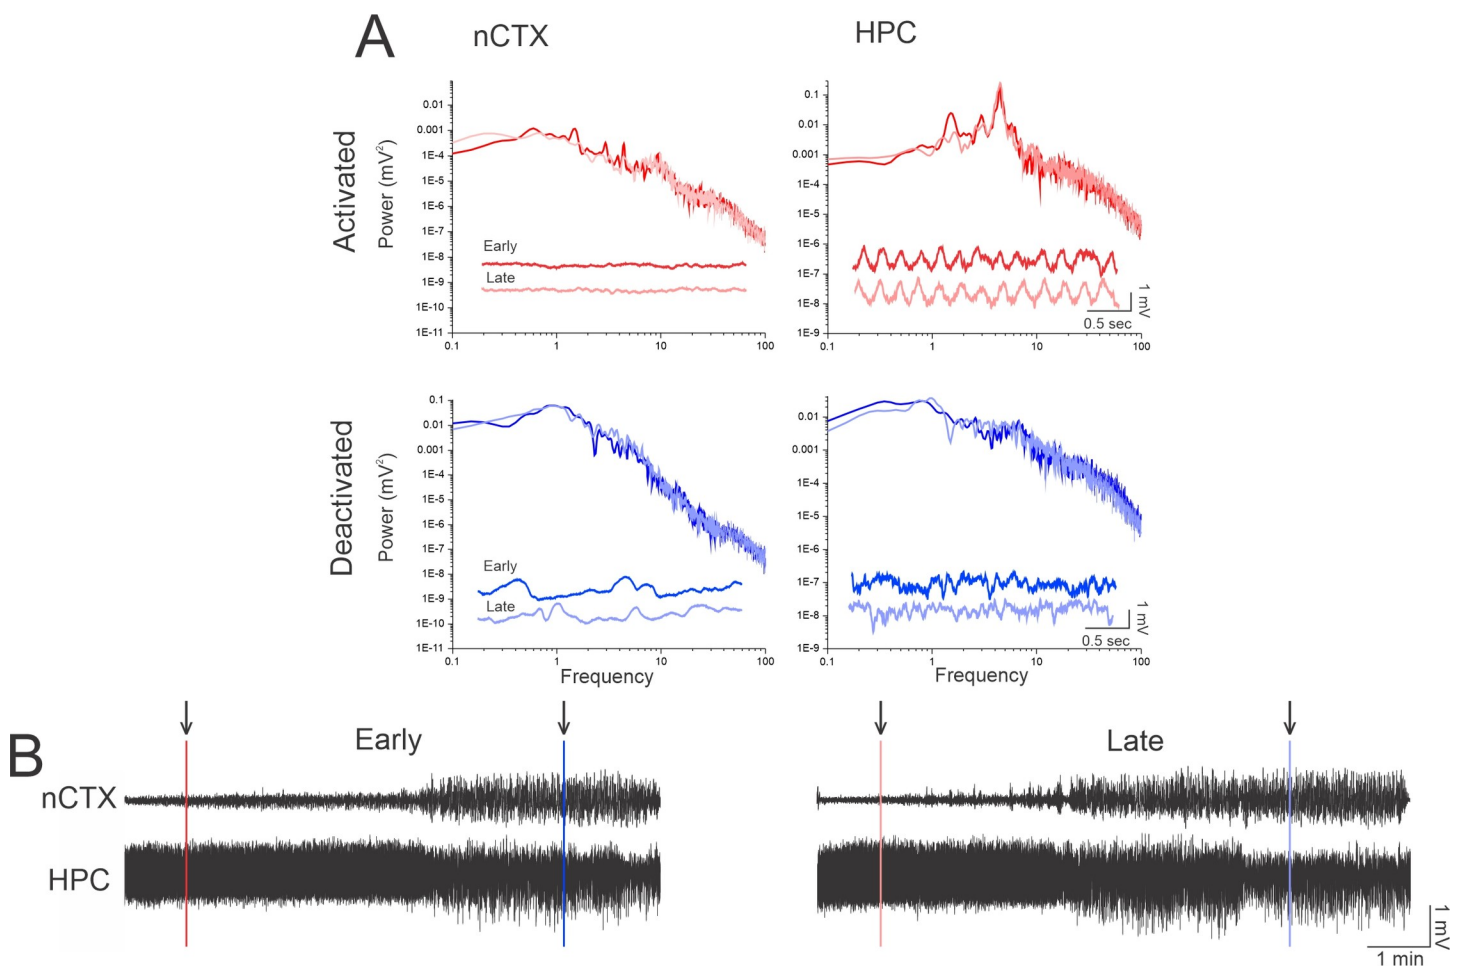 A
nCTX
HPC
Activated
Power (mV²)
0.01
0.001
1E-4
1E-5
1E-6
1E-7
1E-8
1E-9
1E-10
1E-11
Early
Late
0.1
1
10
100
0.1
0.01
0.001
1E-4
1E-5
1E-6
1E-7
1E-8
1E-9
1 mV
0.5 sec
0.1
1
10
100
Deactivated
Power (mV²)
0.1
0.01
0.001
1E-4
1E-5
1E-6
1E-7
1E-8
1E-9
1E-10
1E-11
Early
Late
0.1
1
10
100
Frequency
0.01
0.001
1E-4
1E-5
1E-6
1E-7
1E-8
1E-9
1 mV
0.5 sec
0.1
1
10
100
Frequency
B
Early
Late
nCTX
HPC
1 mV
1 min